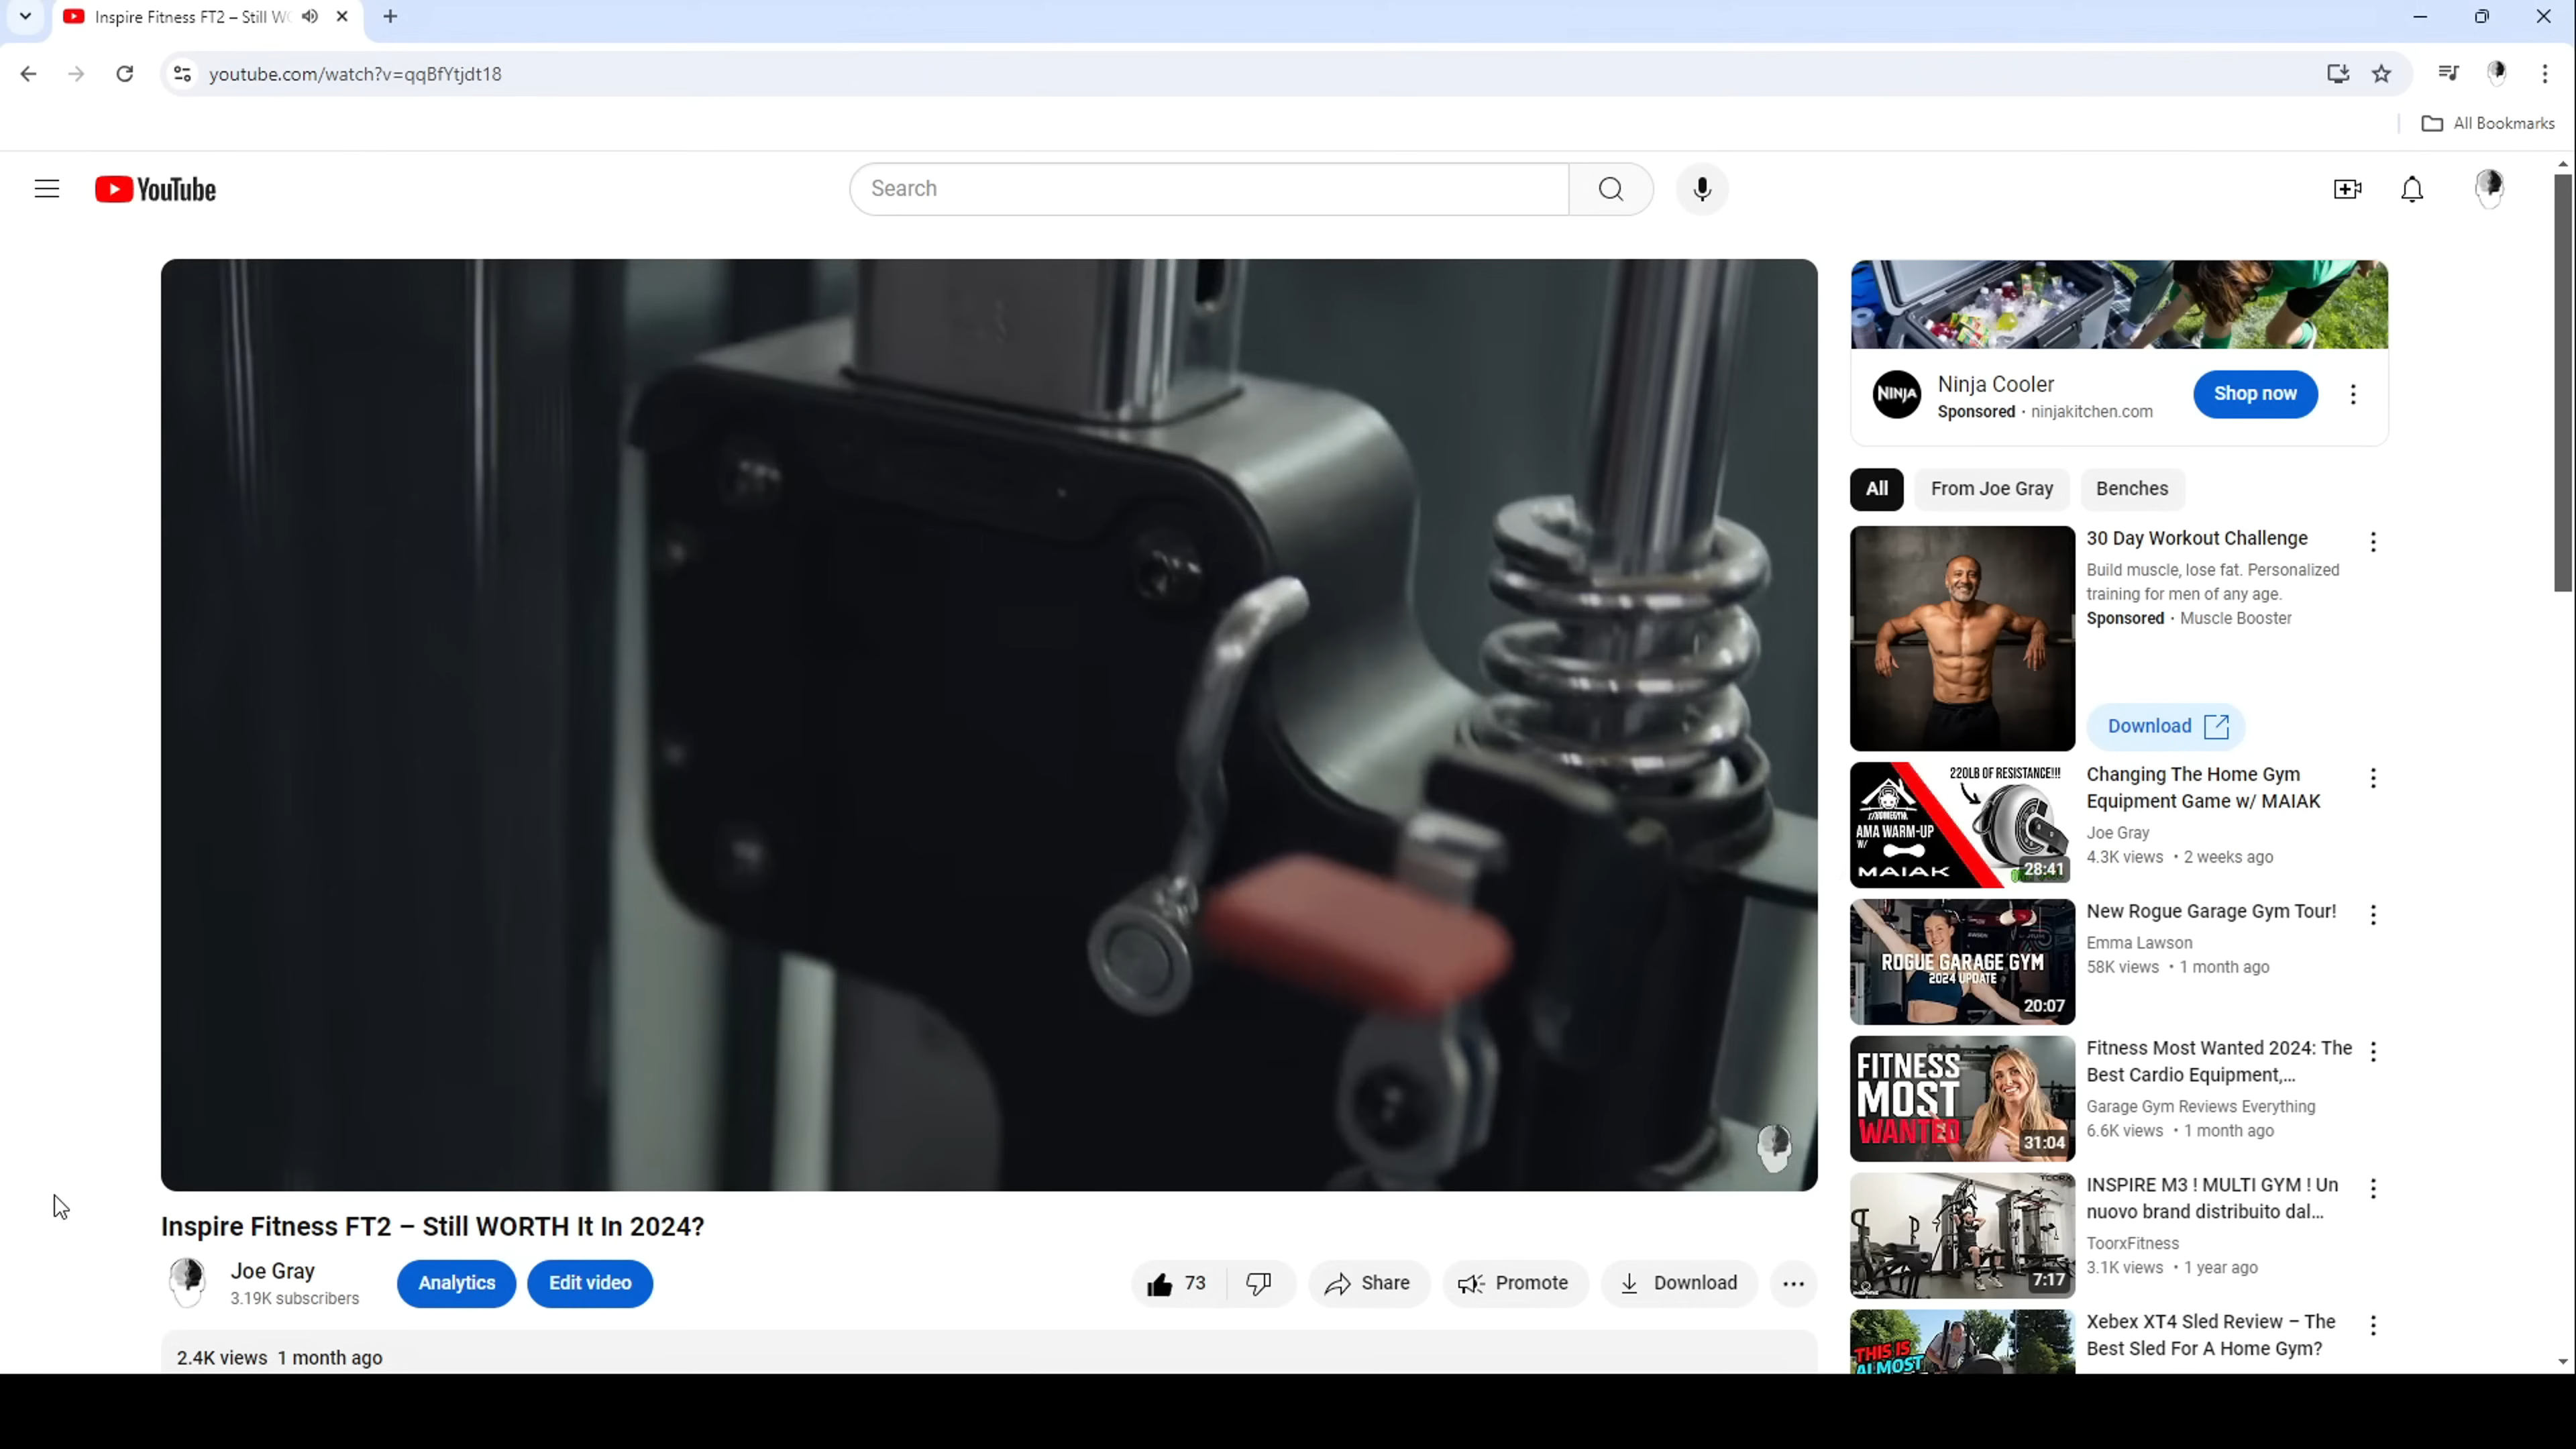 Inspire Fitness FT2 – Still WO
youtube.com/watch?v=qqBfYtjdt18
All Bookmarks
YouTube
Search
NINJA
Ninja Cooler
Sponsored · ninjakitchen.com
Shop now
All
From Joe Gray
Benches
30 Day Workout Challenge
Build muscle, lose fat. Personalized
training for men of any age.
Sponsored · Muscle Booster
Download
220LB OF RESISTANCE!!!
AMA WARM-UP
W/
MAIAK
28:41
Changing The Home Gym
Equipment Game w/ MAIAK
Joe Gray
4.3K views • 2 weeks ago
ROGUE GARAGE GYM
2024 UPDATE
20:07
New Rogue Garage Gym Tour!
Emma Lawson
58K views • 1 month ago
FITNESS
MOST
WANTED
31:04
Fitness Most Wanted 2024: The
Best Cardio Equipment,...
Garage Gym Reviews Everything
6.6K views • 1 month ago
7:17
INSPIRE M3 ! MULTI GYM ! Un
nuovo brand distribuito dal...
ToorxFitness
3.1K views • 1 year ago
THIS IS
ALMOST
Xebex XT4 Sled Review – The
Best Sled For A Home Gym?
Inspire Fitness FT2 – Still WORTH It In 2024?
Joe Gray
3.19K subscribers
Analytics
Edit video
73
Share
Promote
Download
2.4K views 1 month ago